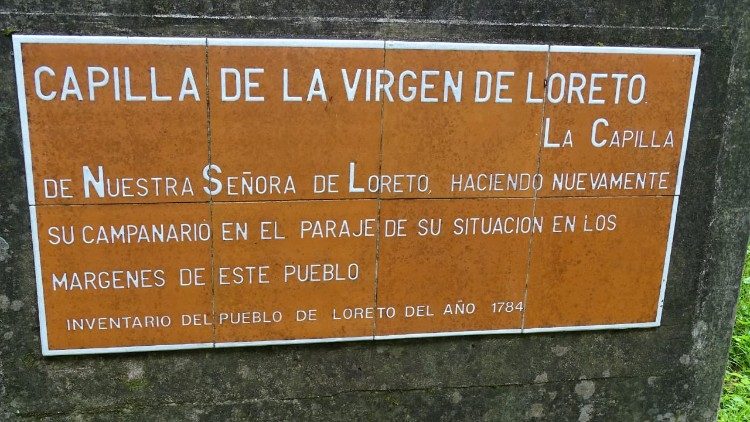 CAPILLA DE LA VIRGEN DE LORETO.
LA CAPILLA
DE NUESTRA SEÑORA DE LORETO, HACIENDO NUEVAMENTE
SU CAMPANARIO EN EL PARAJE DE SU SITUACION EN LOS
MARGENES DE ESTE PUEBLO
INVENTARIO DEL PUEBLO DE LORETO DEL AÑO 1784